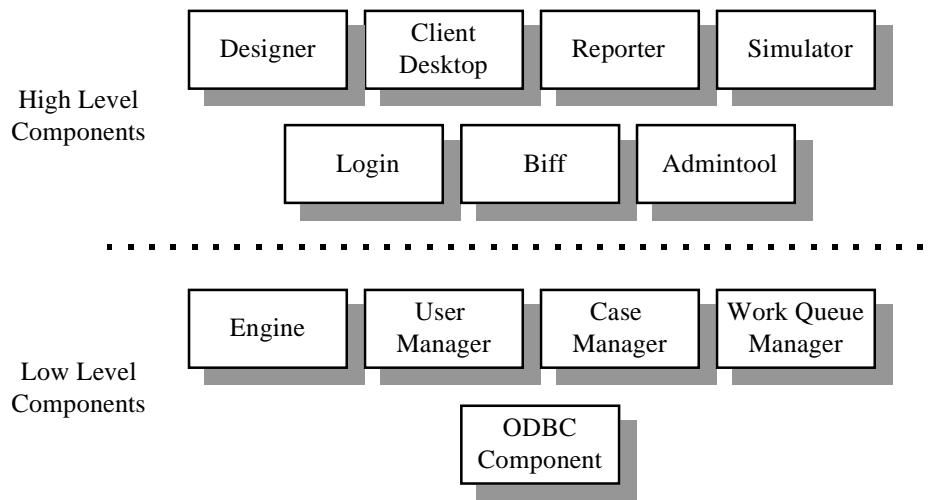 Designer
Client
Desktop
Reporter
Simulator
High Level
Components
Login
Biff
Admintool
Engine
User
Manager
Case
Manager
Work Queue
Manager
Low Level
Components
ODBC
Component